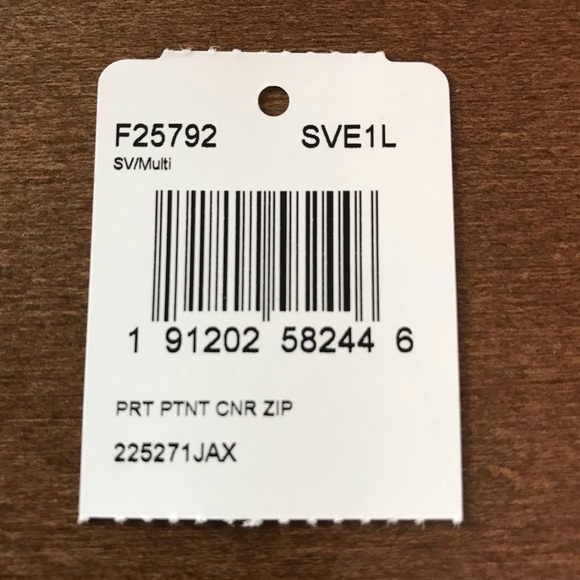 F25792 SVE1L
SV/Multi
1 91202 58244 6
PRT PTNT CNR ZIP
225271JAX